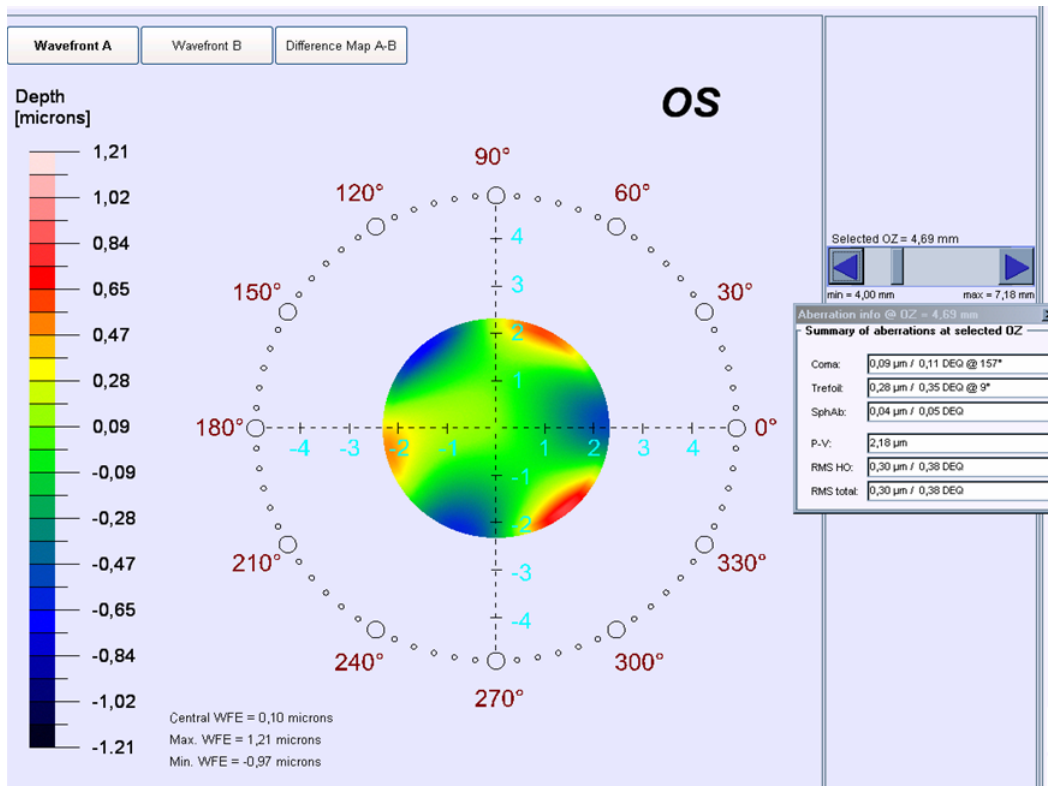 Wavefront A
Wavefront B
Difference Map A-B
Depth
[microns]
OS
1,21
1,02
0,84
0,65
0,47
0,28
0,09
-0,09
-0,28
-0,47
-0,65
-0,84
-1,02
-1.21
90°
120°
60°
150°
30°
180°
0°
210°
330°
240°
300°
270°
4
3
2
1
-4 -3 -2 -1 1 2 3 4
-1
-2
-3
-4
Central WFE = 0,10 microns
Max. WFE = 1,21 microns
Min. WFE = -0,97 microns
Selected OZ = 4,69 mm
min = 4,00 mm max = 7,18 mm
Aberration info @ OZ = 4,69 mm
Summary of aberrations at selected OZ
Coma: 0,09 µm / 0,11 DEQ @ 157°
Trefoil: 0,28 µm / 0,35 DEQ @ 9°
SphAb: 0,04 µm / 0,05 DEQ
P-V: 2,18 µm
RMS HO: 0,30 µm / 0,38 DEQ
RMS total: 0,30 µm / 0,38 DEQ